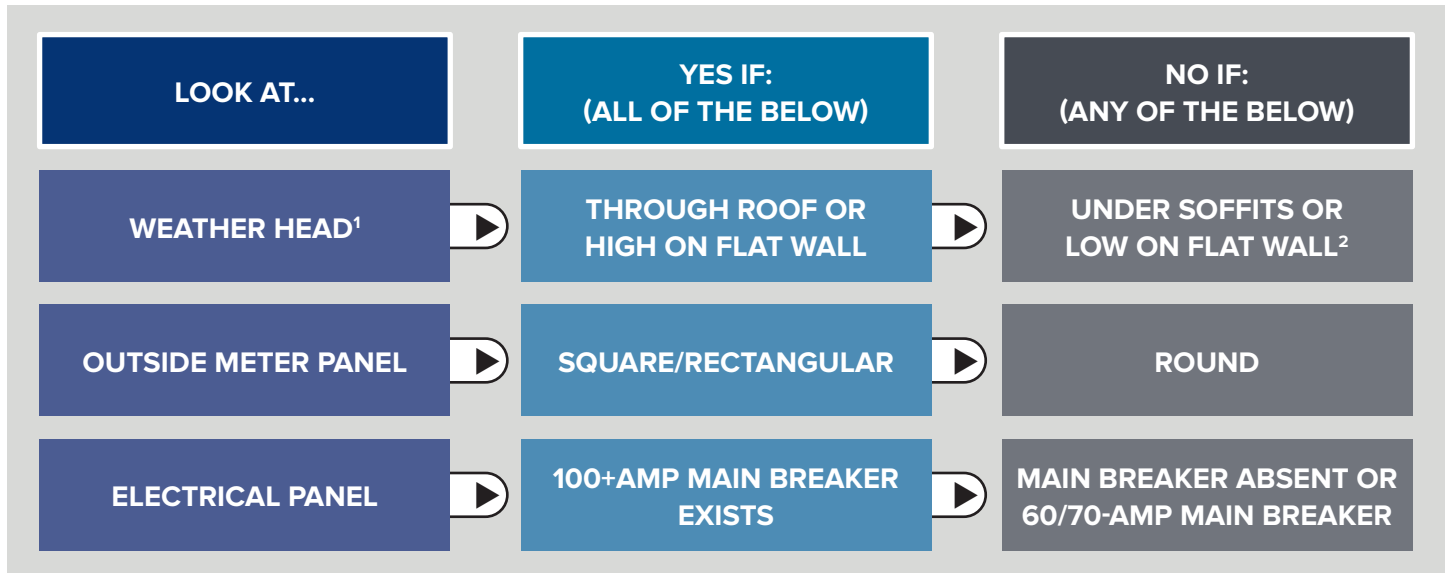 LOOK AT...
YES IF:
(ALL OF THE BELOW)
NO IF:
(ANY OF THE BELOW)
WEATHER HEAD¹
THROUGH ROOF OR
HIGH ON FLAT WALL
UNDER SOFFITS OR
LOW ON FLAT WALL²
OUTSIDE METER PANEL
SQUARE/RECTANGULAR
ROUND
ELECTRICAL PANEL
100+AMP MAIN BREAKER
EXISTS
MAIN BREAKER ABSENT OR
60/70-AMP MAIN BREAKER